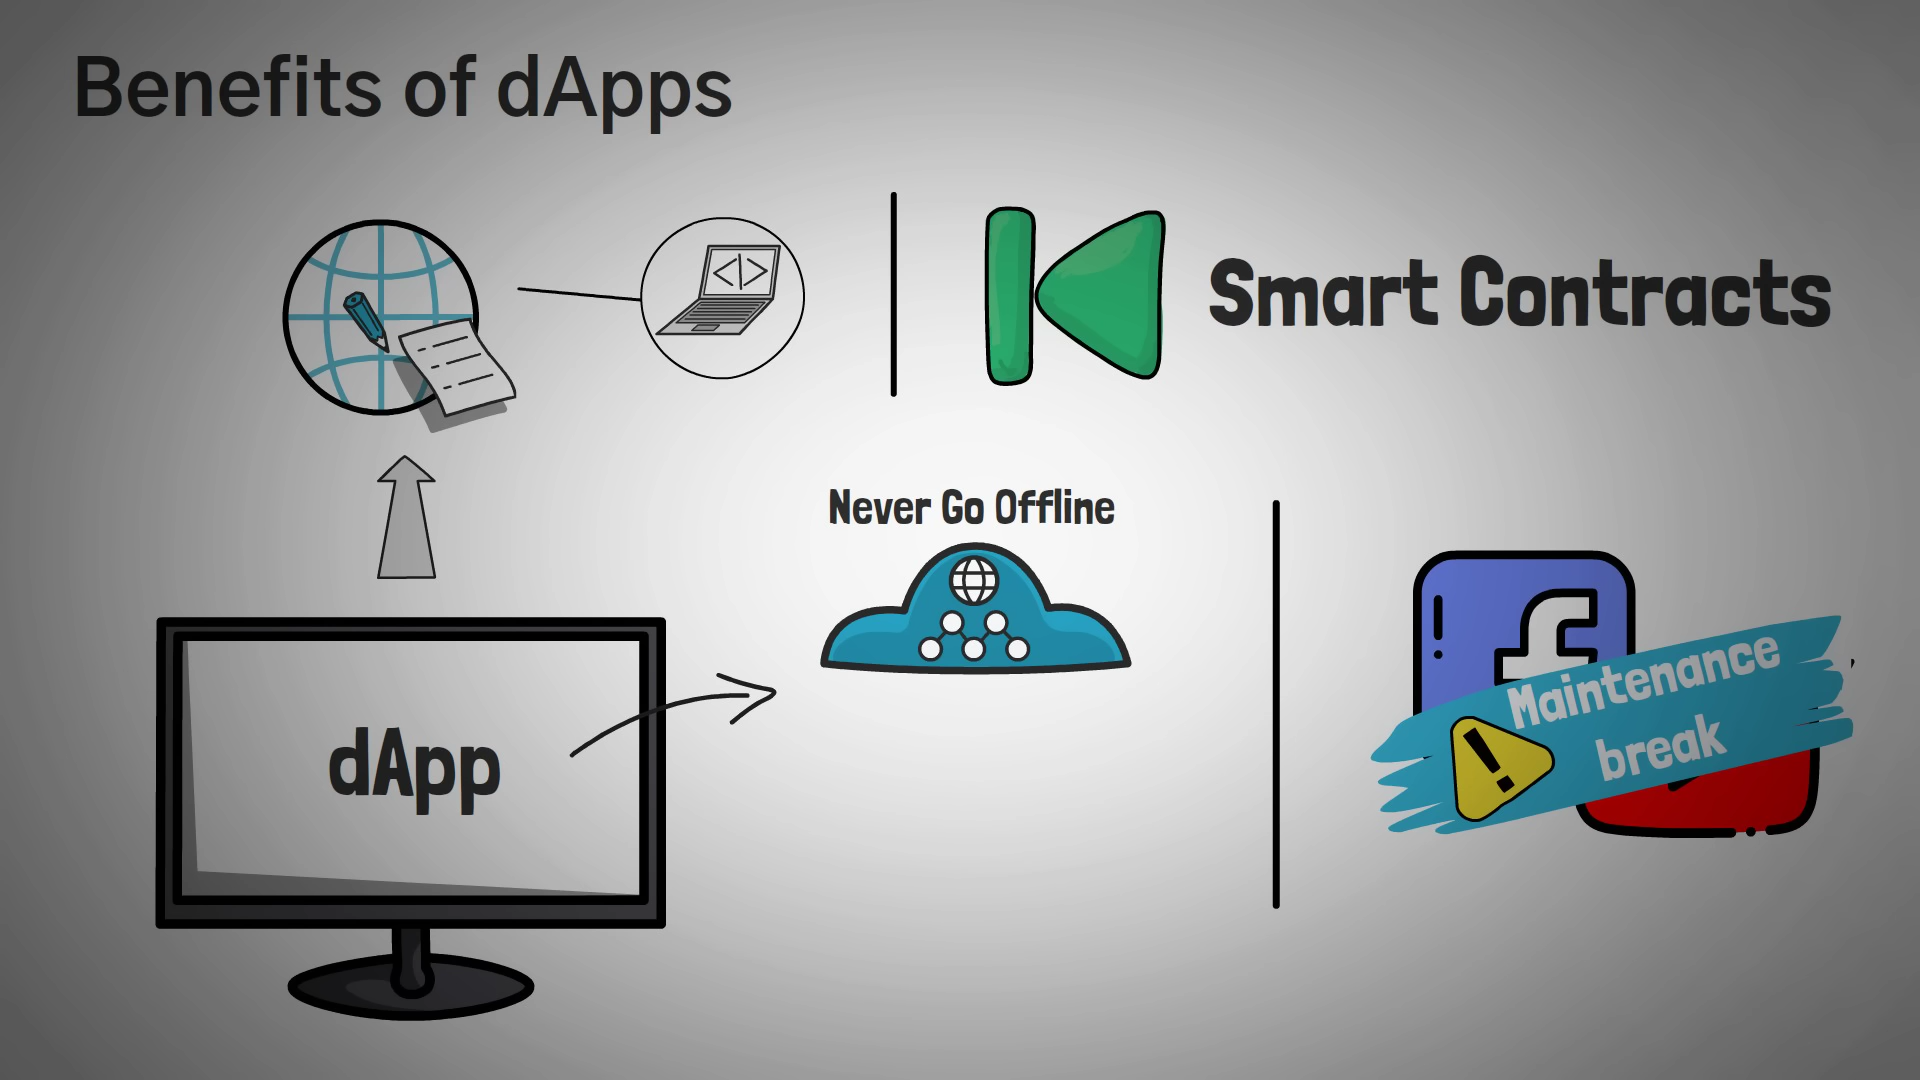 Benefits of dApps
Smart Contracts
Never Go Offline
Maintenance
break
dApp